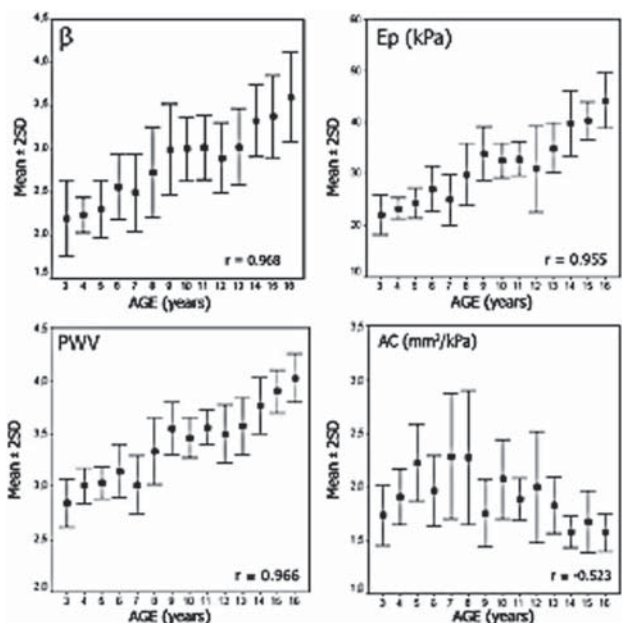 β
Mean ± 2SD
4,5
4,0
3,5
3,0
2,5
2,0
1,5
r = 0.968
3 4 5 6 7 8 9 10 11 12 13 14 15 16
AGE (years)
Ep (kPa)
Mean ± 2SD
60
50
40
30
20
10
r = 0.955
3 4 5 6 7 8 9 10 11 12 13 14 15 16
AGE (years)
PWV
Mean ± 2SD
4,5
4,0
3,5
3,0
2,5
2,0
r = 0.966
3 4 5 6 7 8 9 10 11 12 13 14 15 16
AGE (years)
AC (mm²/kPa)
Mean ± 2SD
3,5
3,0
2,5
2,0
1,5
1,0
r = -0.523
3 4 5 6 7 8 9 10 11 12 13 14 15 16
AGE (years)